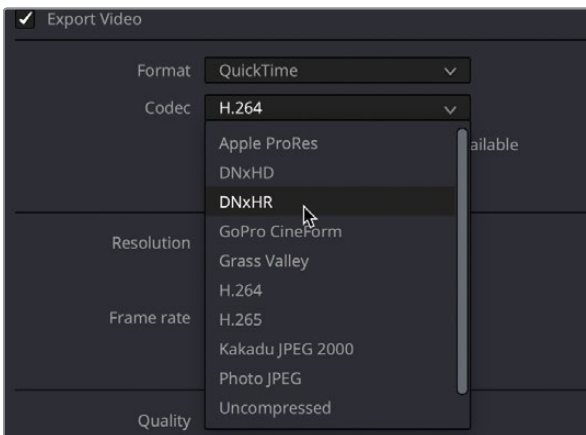 Export Video
Format QuickTime
Codec H.264
Apple ProRes
ailable
DNxHD
DNxHR
GoPro CineForm
Resolution
Grass Valley
H.264
Frame rate
H.265
Kakadu JPEG 2000
Photo JPEG
Uncompressed
Quality